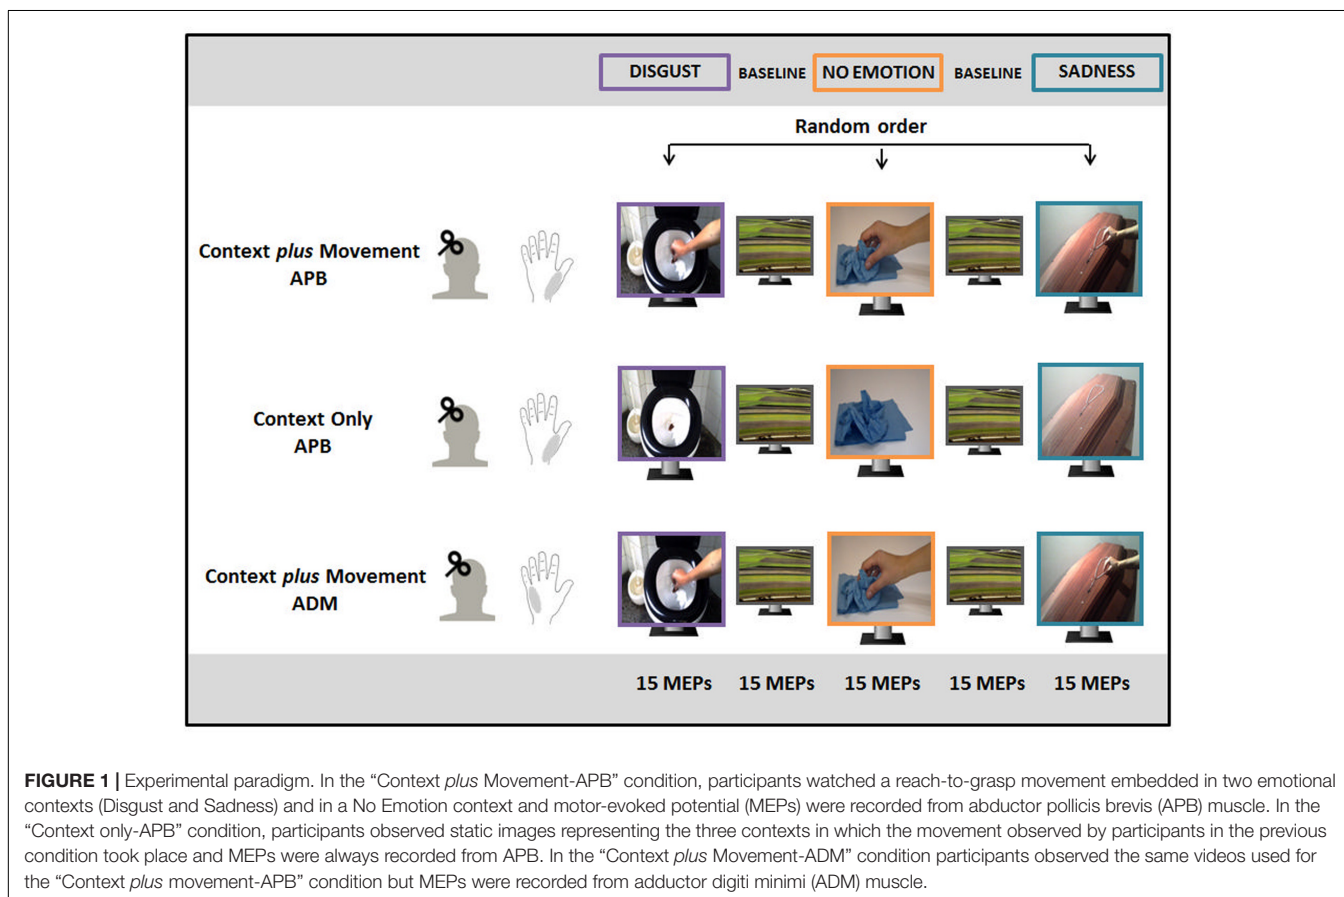 DISGUST BASELINE NO EMOTION BASELINE SADNESS
Random order
Context plus Movement
APB
Context Only
APB
Context plus Movement
ADM
15 MEPs 15 MEPs 15 MEPs 15 MEPs 15 MEPs
FIGURE 1 | Experimental paradigm. In the “Context plus Movement-APB” condition, participants watched a reach-to-grasp movement embedded in two emotional
contexts (Disgust and Sadness) and in a No Emotion context and motor-evoked potential (MEPs) were recorded from abductor pollicis brevis (APB) muscle. In the
“Context only-APB” condition, participants observed static images representing the three contexts in which the movement observed by participants in the previous
condition took place and MEPs were always recorded from APB. In the “Context plus Movement-ADM” condition participants observed the same videos used for
the “Context plus movement-APB” condition but MEPs were recorded from adductor digiti minimi (ADM) muscle.